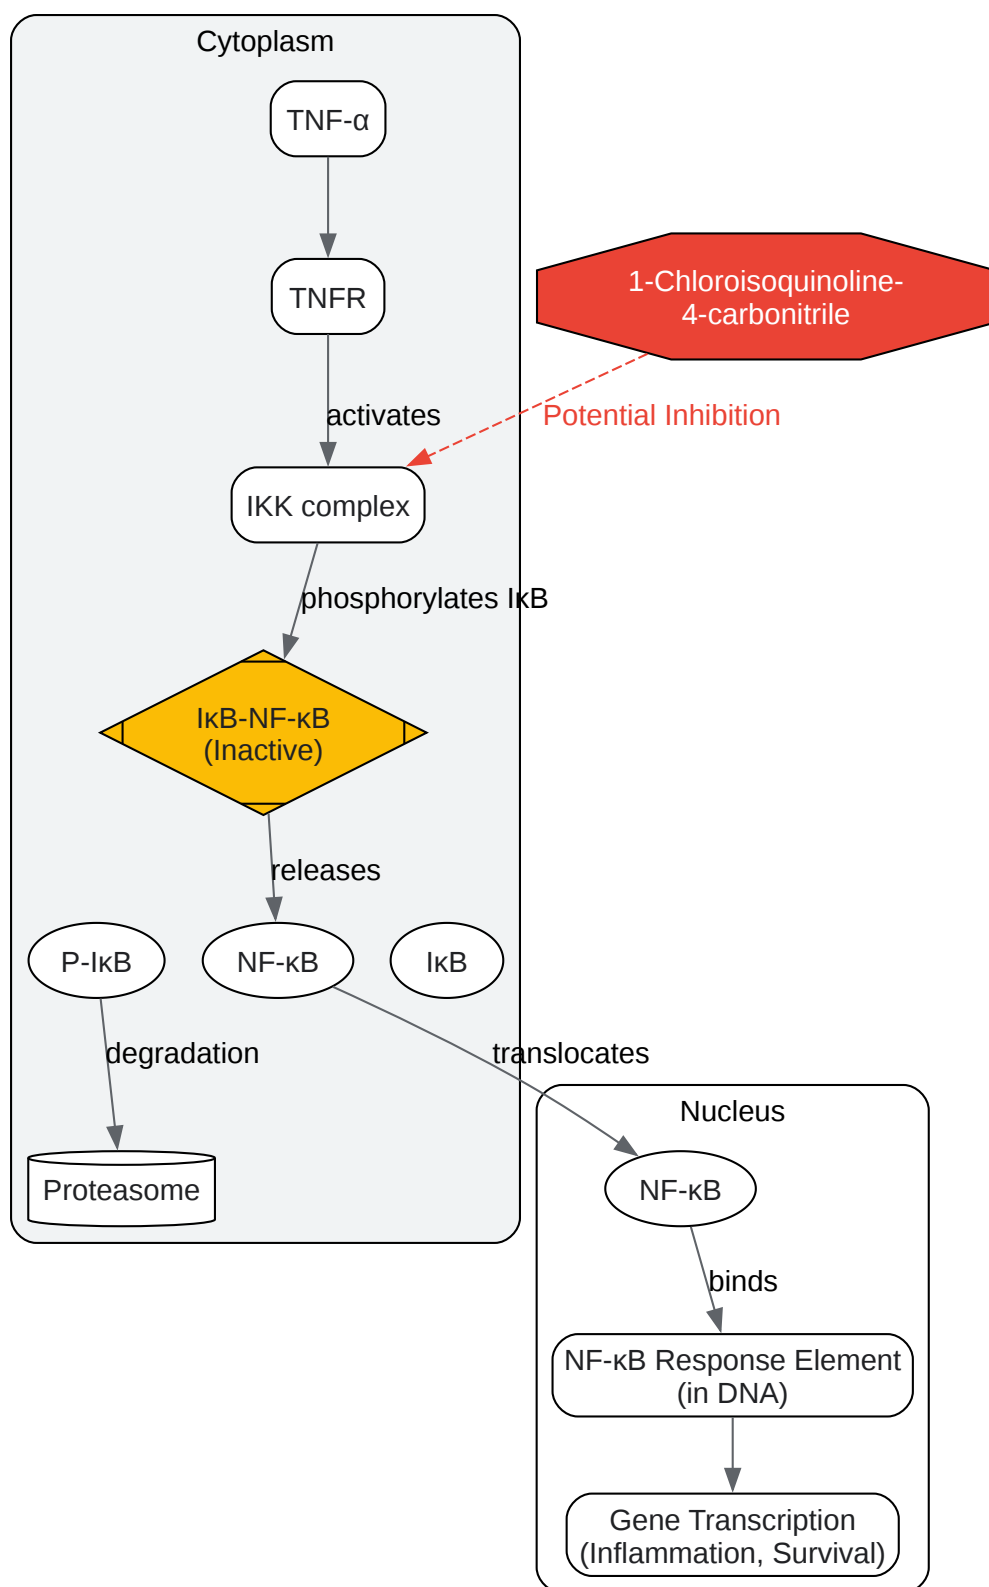 Cytoplasm
TNF-α
TNFR
1-Chloroisoquinoline-
4-carbonitrile
activates
Potential Inhibition
IKK complex
phosphorylates IκB
IκB-NF-κB
(Inactive)
releases
P-IκB
NF-κB
IκB
degradation
translocates
Nucleus
Proteasome
NF-κB
binds
NF-κB Response Element
(in DNA)
Gene Transcription
(Inflammation, Survival)